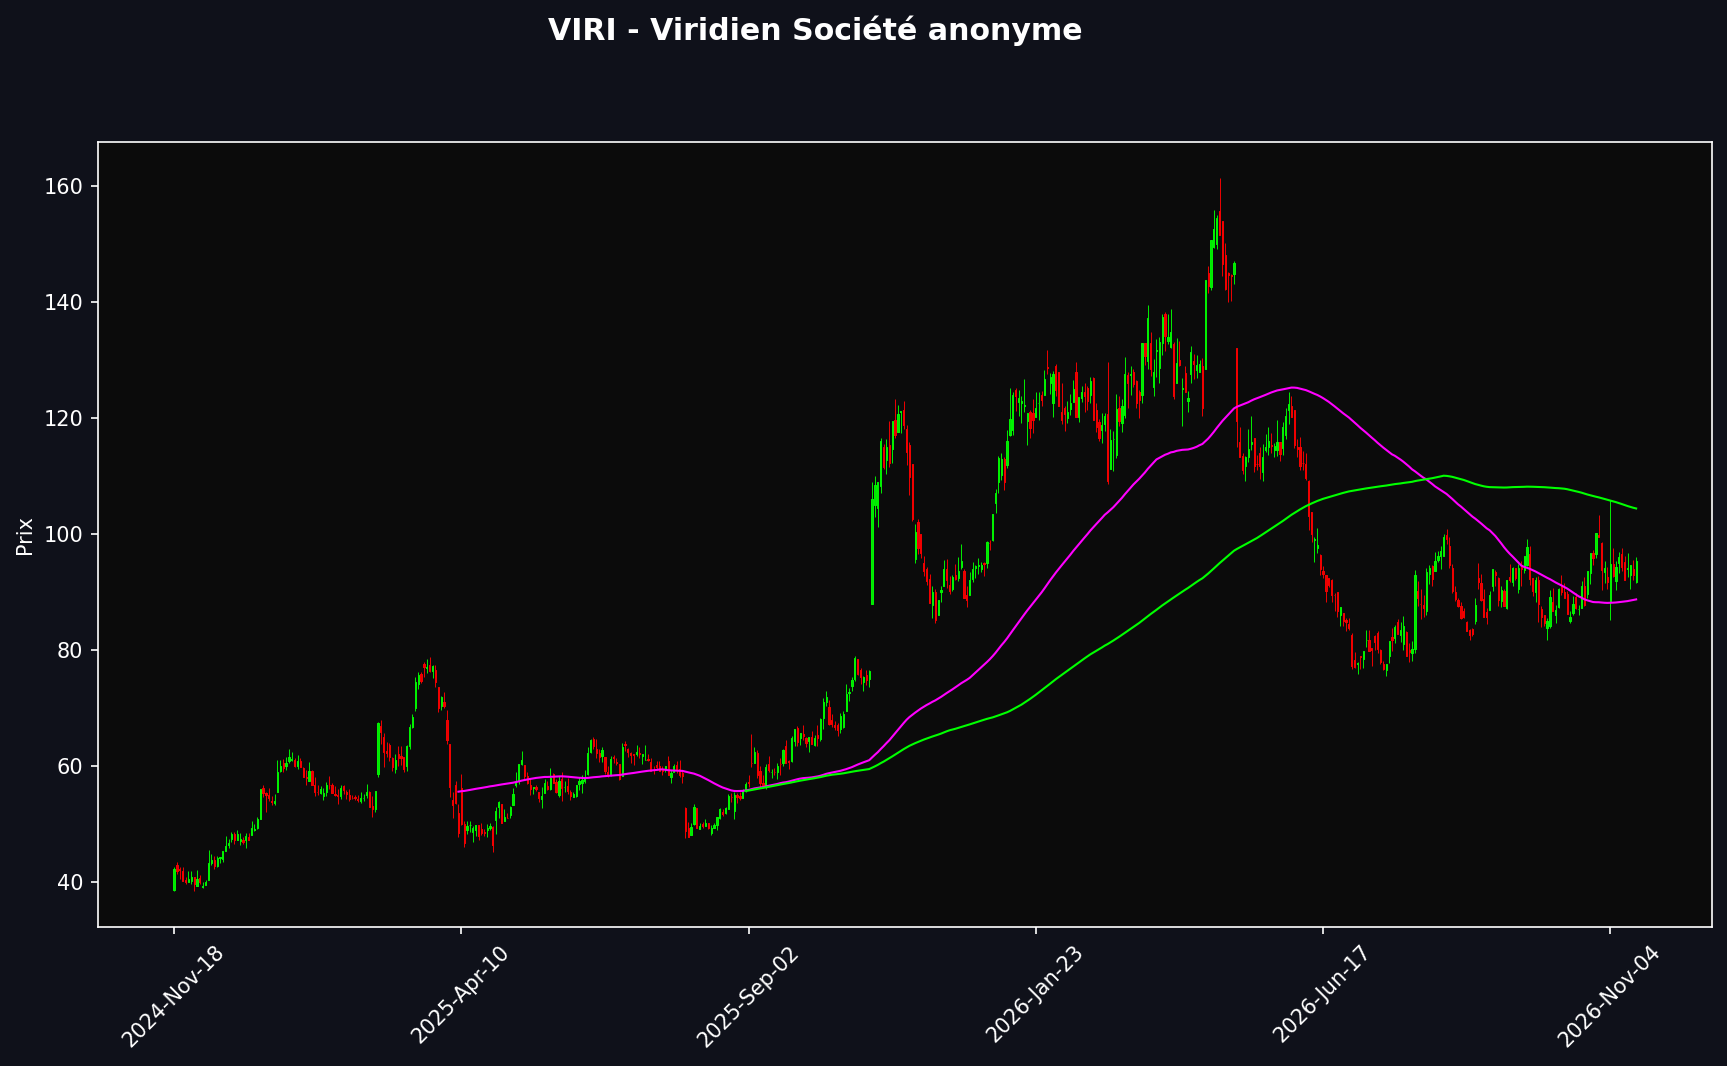 VIRI - Viridien Société anonyme
160
140
120
100
80
60
40
Prix
2024-Nov-18
2025-Apr-10
2025-Sep-02
2026-Jan-23
2026-Jun-17
2026-Nov-04